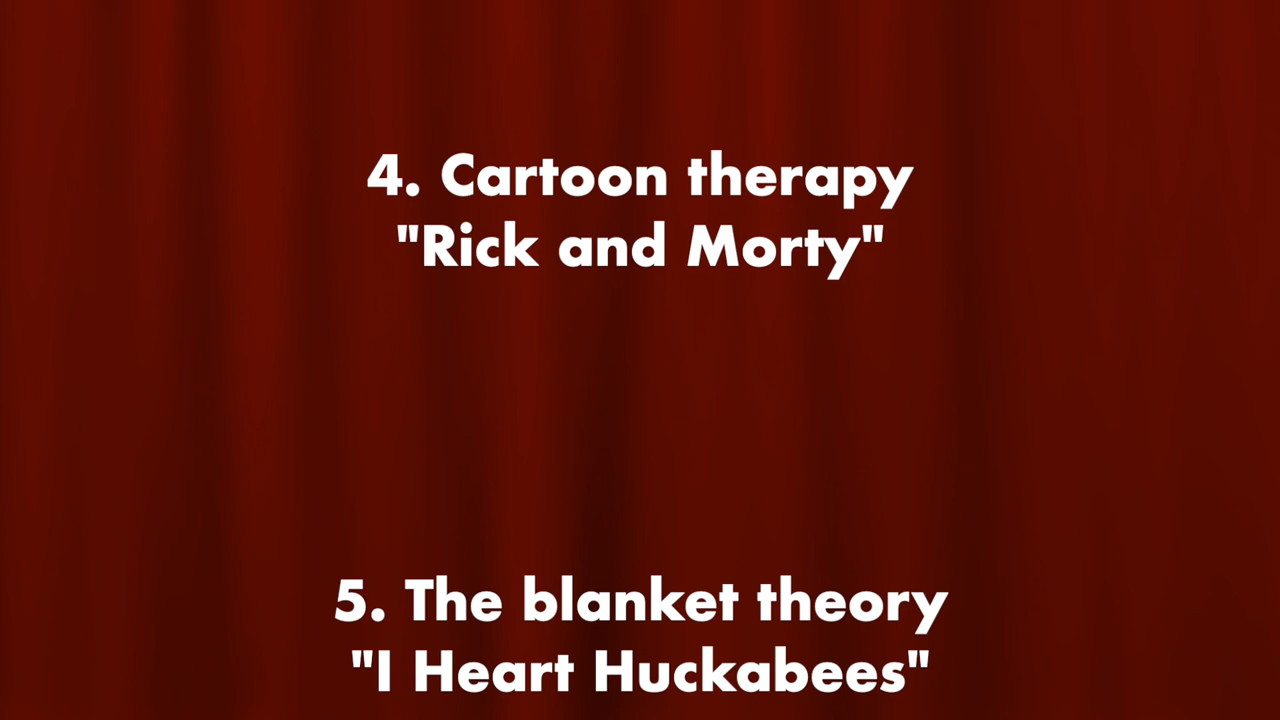 4. Cartoon therapy
"Rick and Morty"
5. The blanket theory
"I Heart Huckabees"